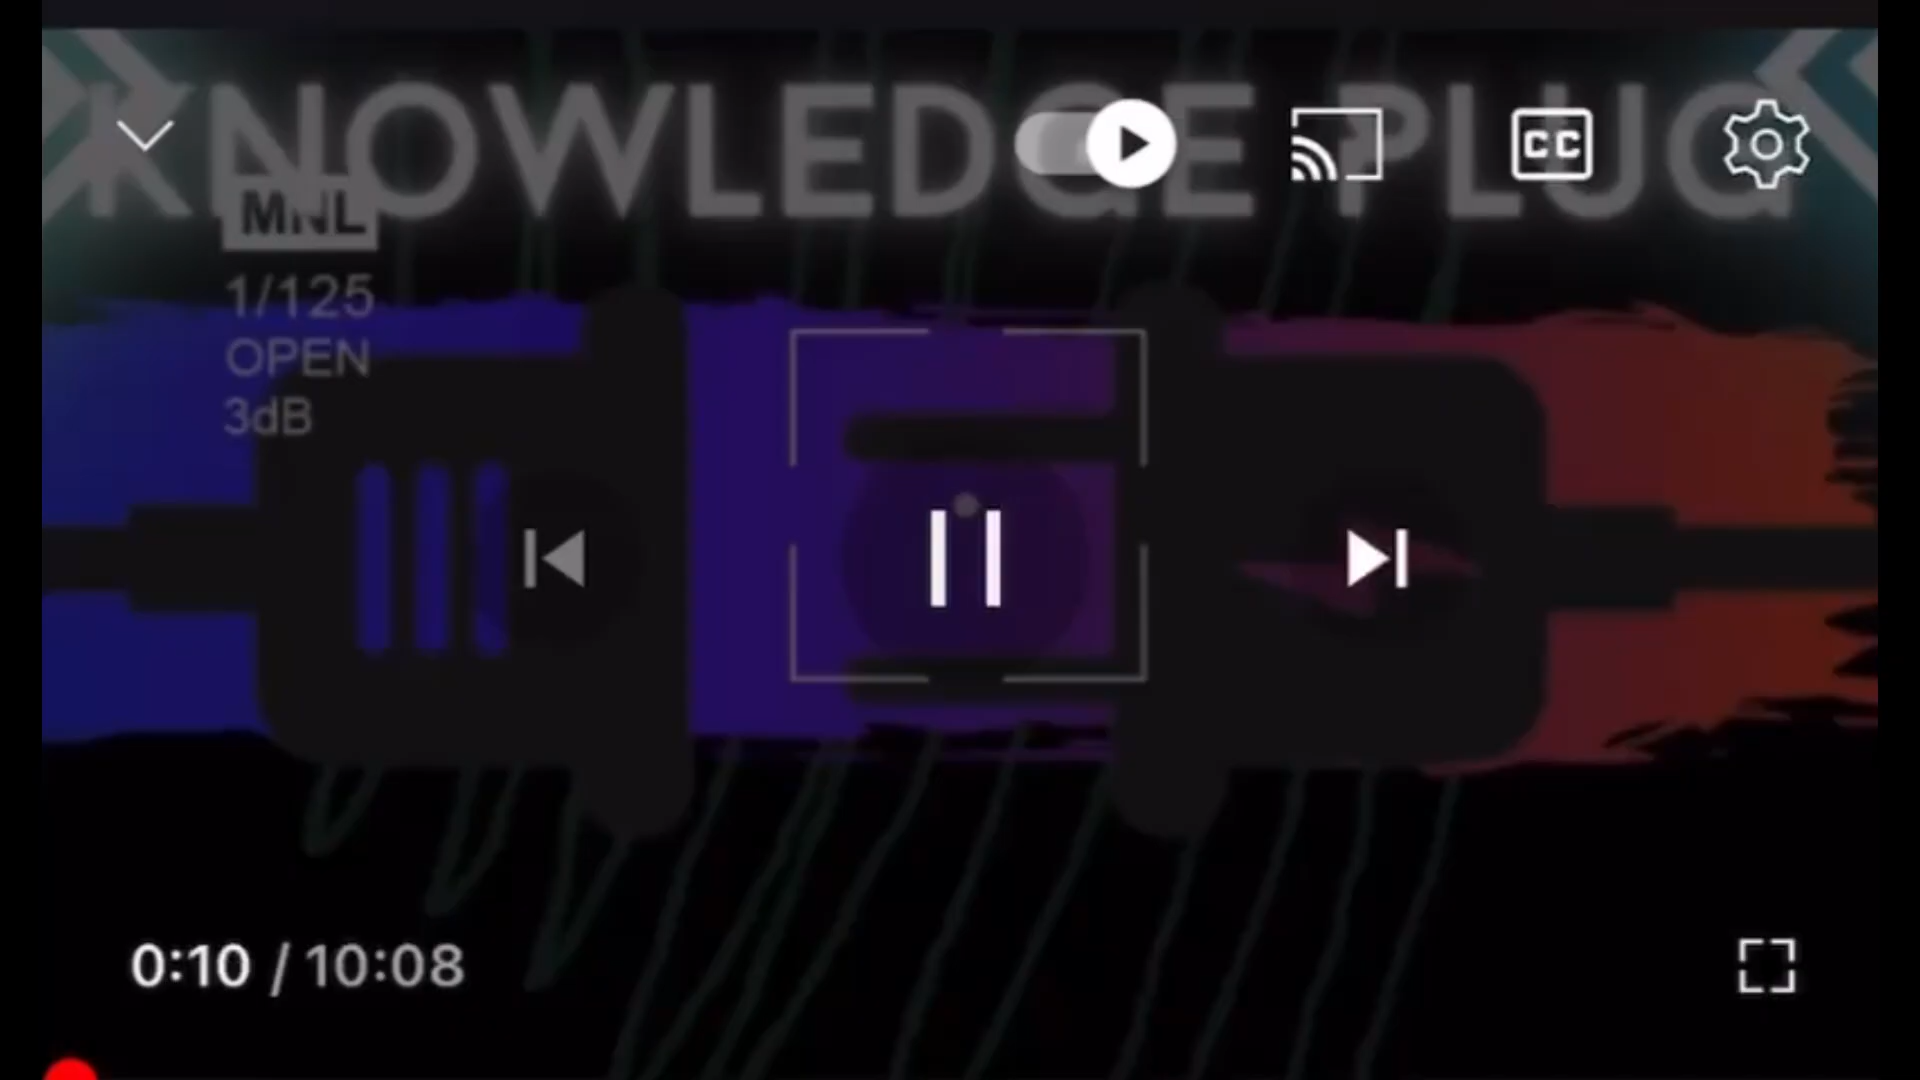 KNOWLEDGE PLUG
CC
MNL
1/125
OPEN
3dB
0:10 / 10:08